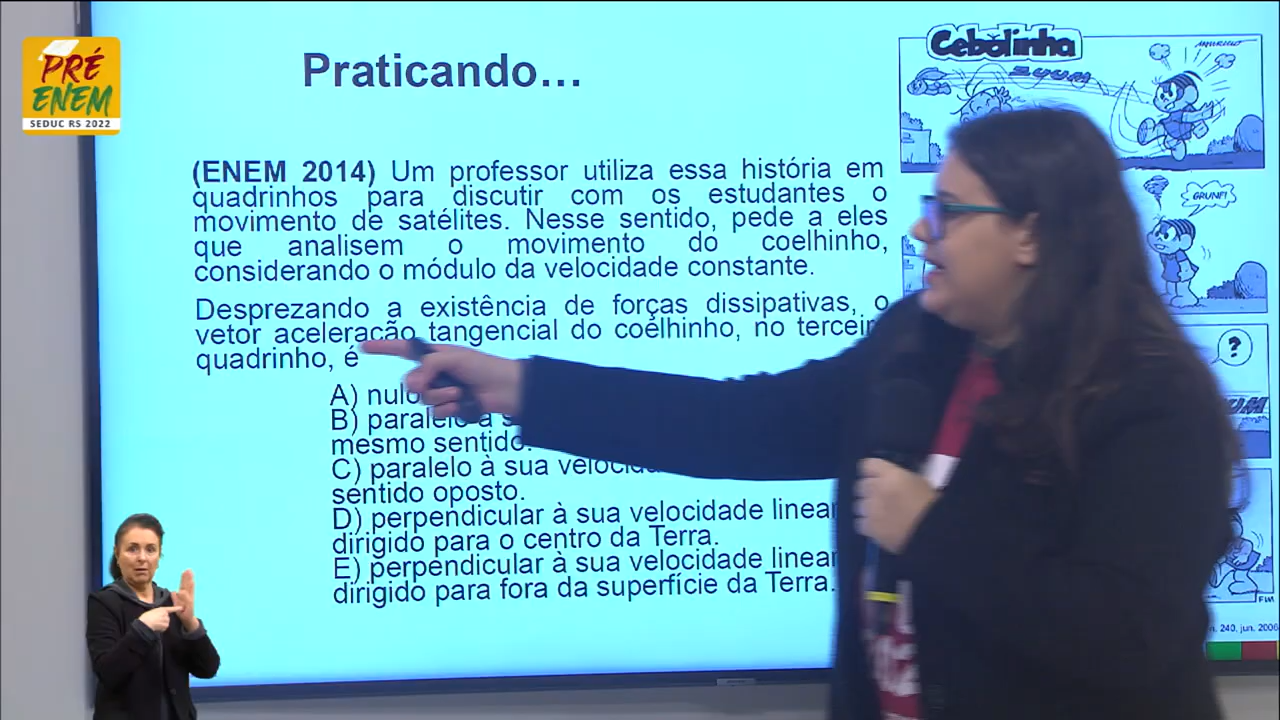 PRÉ
ENEM
SEDUC RS 2022
Praticando...
Cebolinha
ZUUM
(ENEM 2014) Um professor utiliza essa história em
quadrinhos para discutir com os estudantes o
movimento de satélites. Nesse sentido, pede a eles
que analisem o movimento do coelhinho,
considerando o módulo da velocidade constante.
GRUNF!
Desprezando a existência de forças dissipativas, o
vetor aceleração tangencial do coelhinho, no
quadrinho, é
?
A) nulo
B)
mesmo sentido.
C) paralelo à sua
sentido oposto.
D) perpendicular à sua velocidade linear
dirigido para o centro da Terra.
E) perpendicular à sua velocidade linear
dirigido para fora da superfície da Terra.
FIM
240, jun. 2006